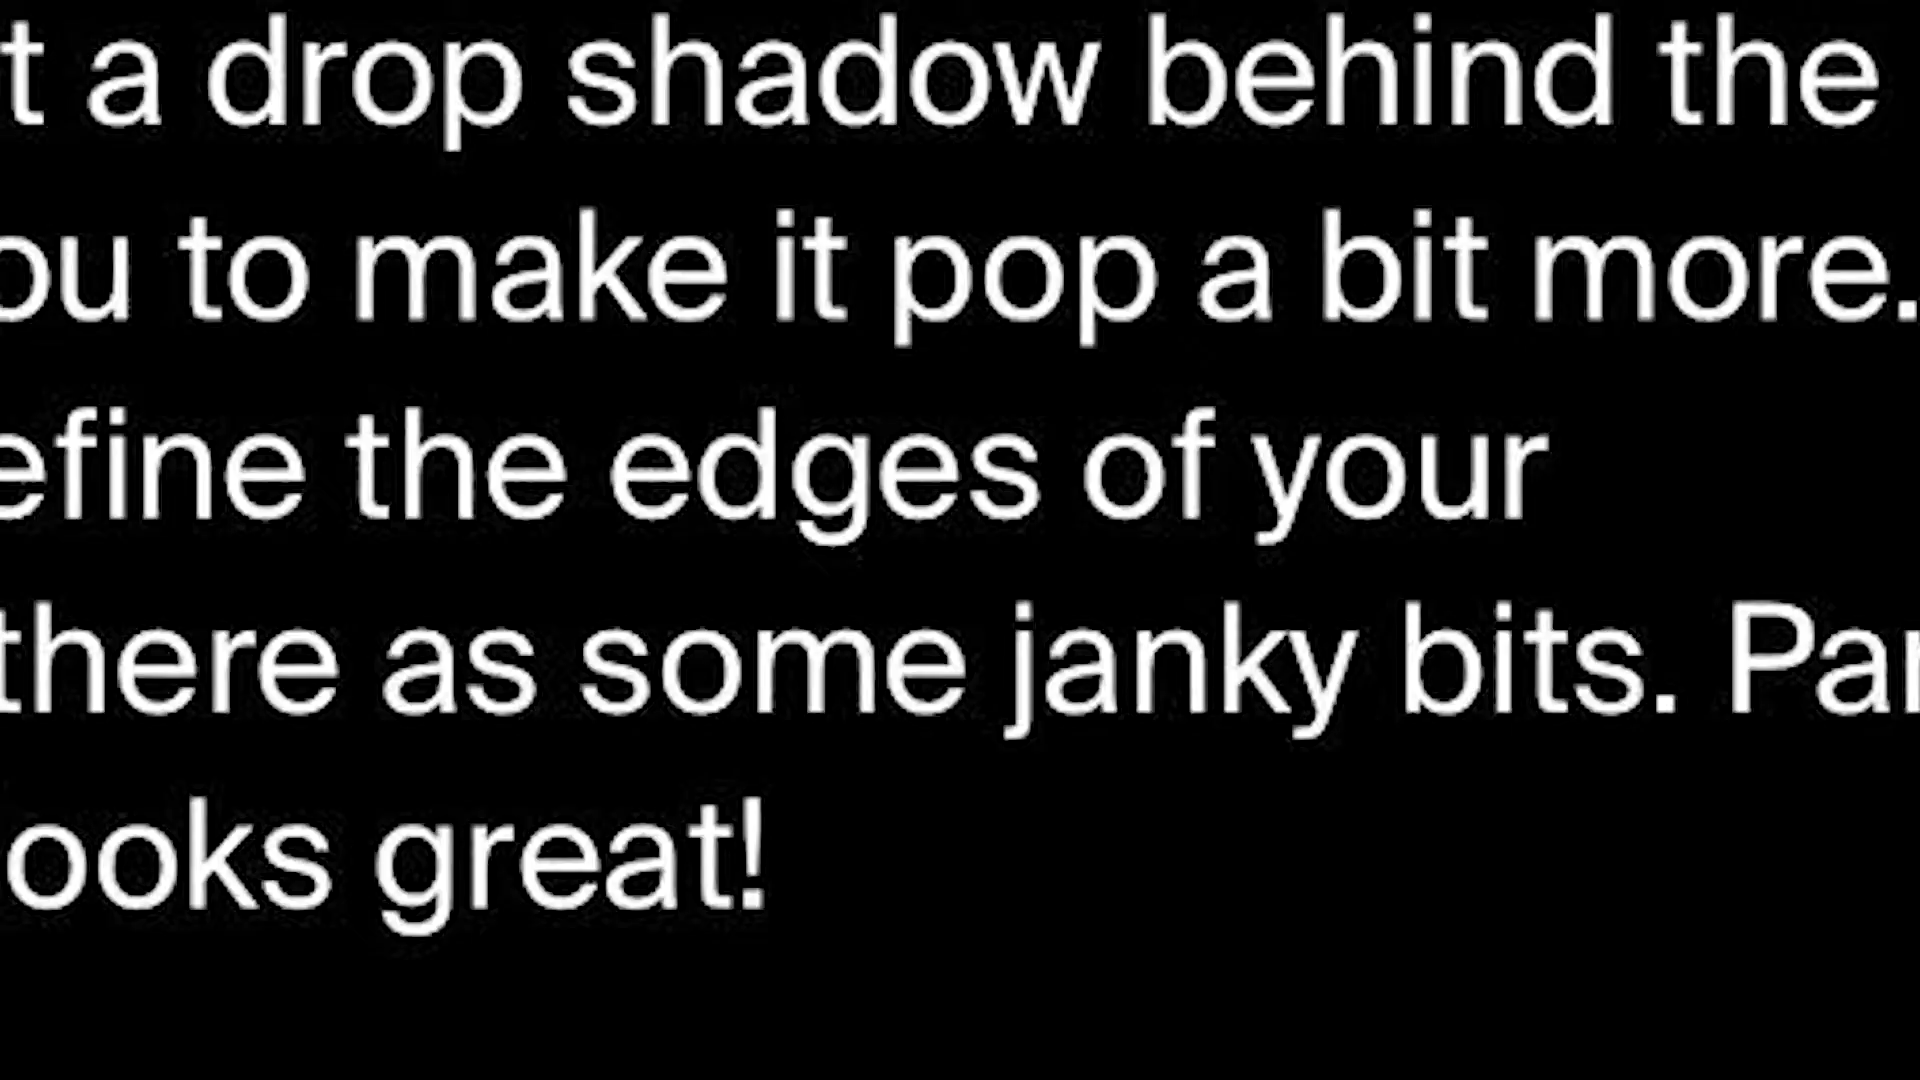 t a drop shadow behind the
ou to make it pop a bit more.
efine the edges of your
there as some janky bits. Par
ooks great!